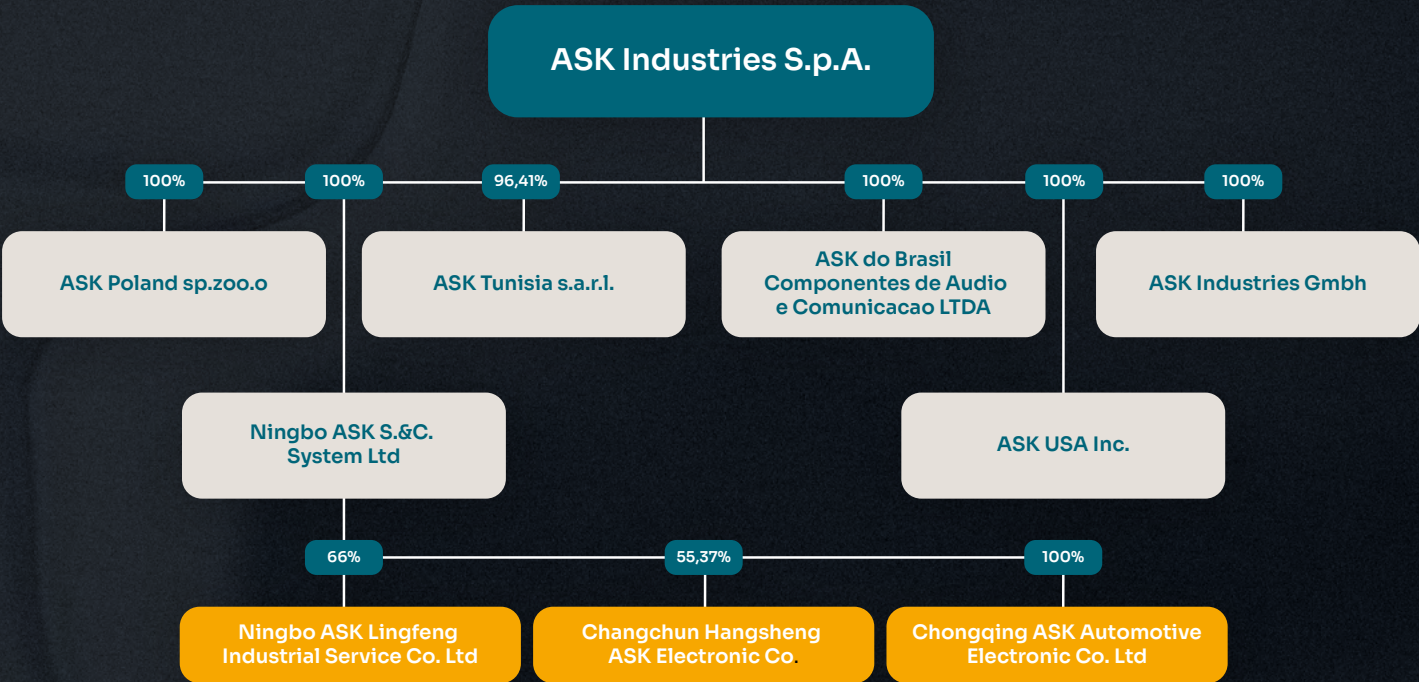 ASK Industries S.p.A.
100%
100%
96,41%
100%
100%
100%
ASK Poland sp.zoo.o
ASK Tunisia s.a.r.l.
ASK do Brasil
Componentes de Audio
e Comunicacao LTDA
ASK Industries Gmbh
Ningbo ASK S.&C.
System Ltd
ASK USA Inc.
66%
55,37%
100%
Ningbo ASK Lingfeng
Industrial Service Co. Ltd
Changchun Hangsheng
ASK Electronic Co.
Chongqing ASK Automotive
Electronic Co. Ltd